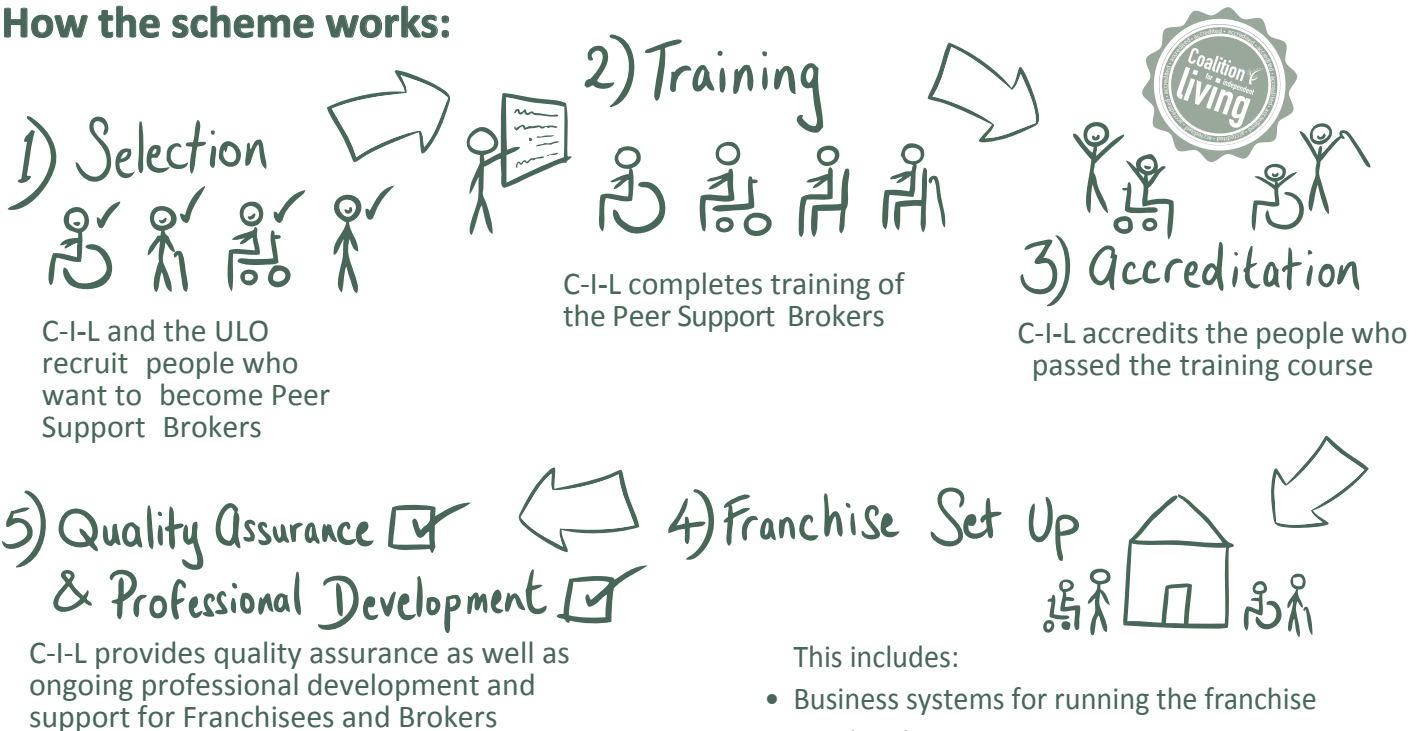 How the scheme works:
1) Selection
C-I-L and the ULO
recruit people who
want to become Peer
Support Brokers
2) Training
C-I-L completes training of
the Peer Support Brokers
Coalition
for independent
living
3) Accreditation
C-I-L accredits the people who
passed the training course
4) Franchise Set Up
This includes:
• Business systems for running the franchise
5) Quality Assurance
& Professional Development
C-I-L provides quality assurance as well as
ongoing professional development and
support for Franchisees and Brokers